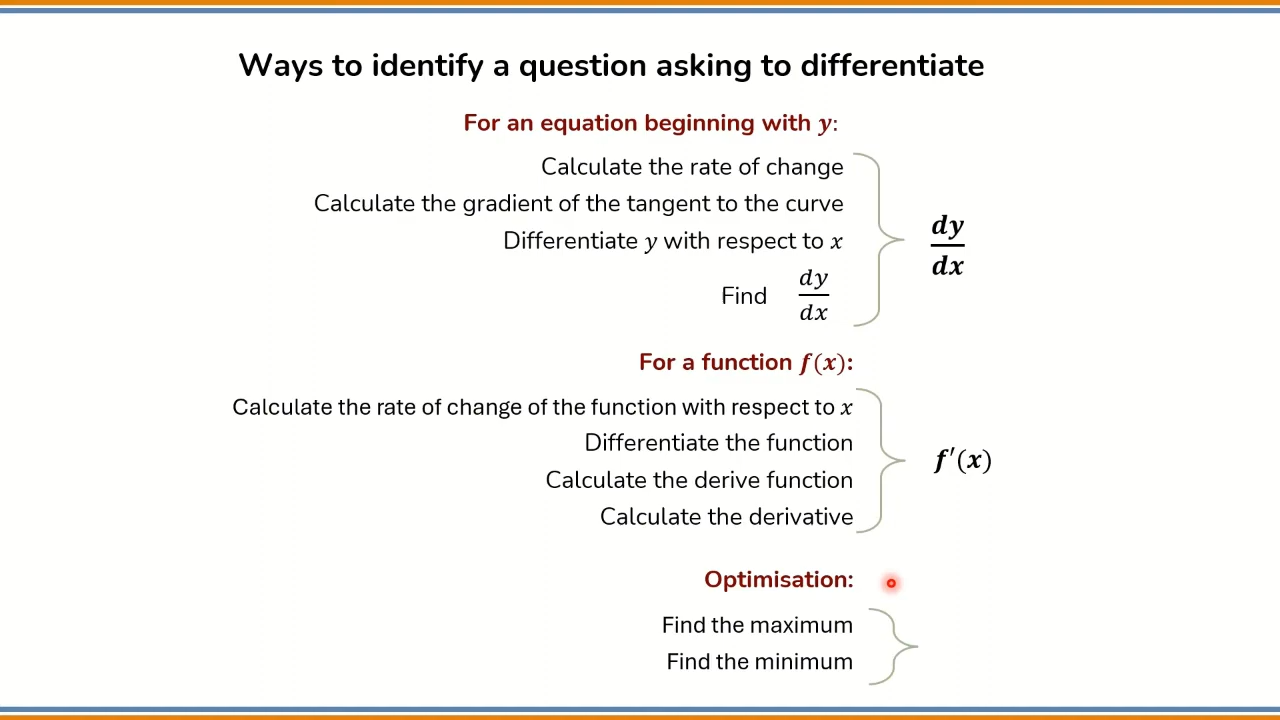 Ways to identify a question asking to differentiate
For an equation beginning with y:
Calculate the rate of change
Calculate the gradient of the tangent to the curve
Differentiate y with respect to x
Find dy/dx
dy/dx
For a function f(x):
Calculate the rate of change of the function with respect to x
Differentiate the function
Calculate the derive function
Calculate the derivative
f′(x)
Optimisation:
Find the maximum
Find the minimum